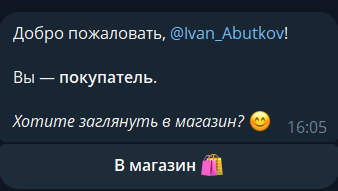 Добро пожаловать, @Ivan_Abutkov!
Вы — покупатель.
Хотите заглянуть в магазин? 😊
16:05
В магазин 🛍️